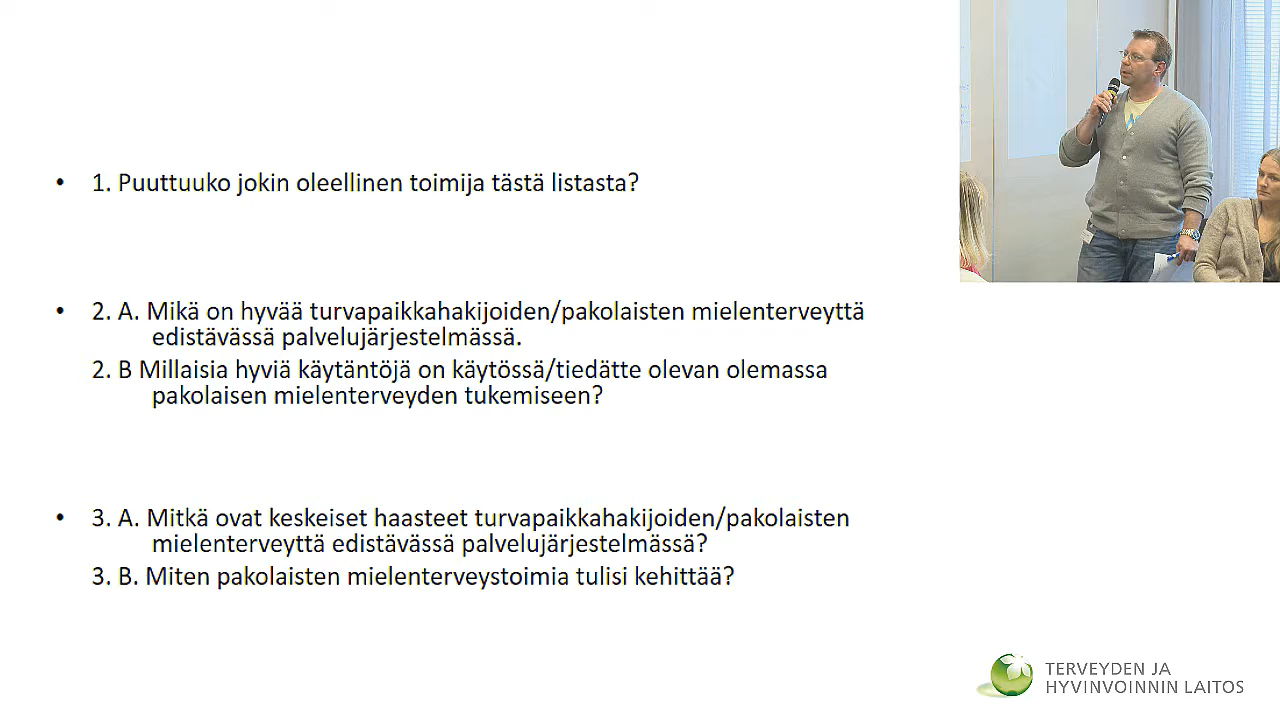 • 1. Puuttuuko jokin oleellinen toimija tästä listasta?
• 2. A. Mikä on hyvää turvapaikkahakijoiden/pakolaisten mielenterveyttä
edistävässä palvelujärjestelmässä.
2. B Millaisia hyviä käytäntöjä on käytössä/tiedätte olevan olemassa
pakolaisen mielenterveyden tukemiseen?
• 3. A. Mitkä ovat keskeiset haasteet turvapaikkahakijoiden/pakolaisten
mielenterveyttä edistävässä palvelujärjestelmässä?
3. B. Miten pakolaisten mielenterveystoimia tulisi kehittää?
TERVEYDEN JA
HYVINVOINNIN LAITOS